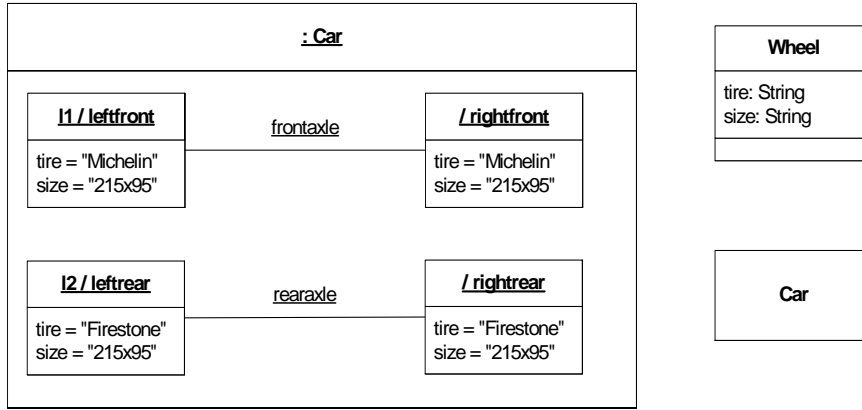 : Car
l1 / leftfront
tire = "Michelin"
size = "215x95"
frontaxle
/ rightfront
tire = "Michelin"
size = "215x95"
l2 / leftrear
tire = "Firestone"
size = "215x95"
rearaxle
/ rightrear
tire = "Firestone"
size = "215x95"
Wheel
tire: String
size: String
Car